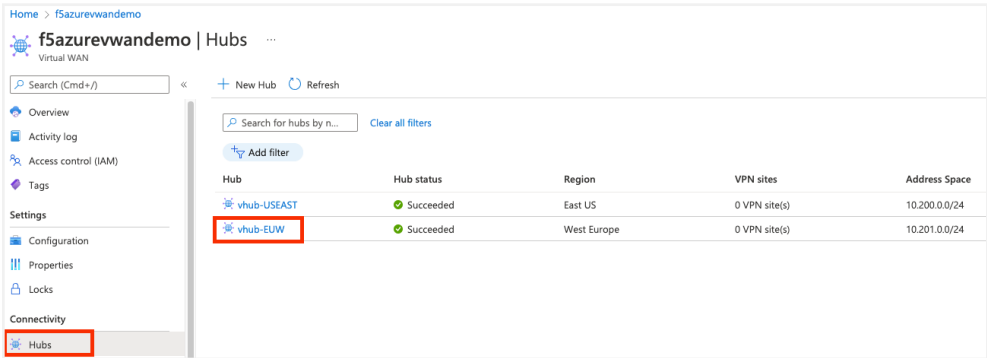 Home > f5azurevwandemo
f5azurevwandemo | Hubs ...
Virtual WAN
Search (Cmd+/) «
Overview
Activity log
Access control (IAM)
Tags
Settings
Configuration
Properties
Locks
Connectivity
Hubs
+ New Hub Refresh
Search for hubs by n... Clear all filters
Add filter
Hub Hub status Region VPN sites Address Space
vhub-USEAST Succeeded East US 0 VPN site(s) 10.200.0.0/24
vhub-EUW Succeeded West Europe 0 VPN site(s) 10.201.0.0/24